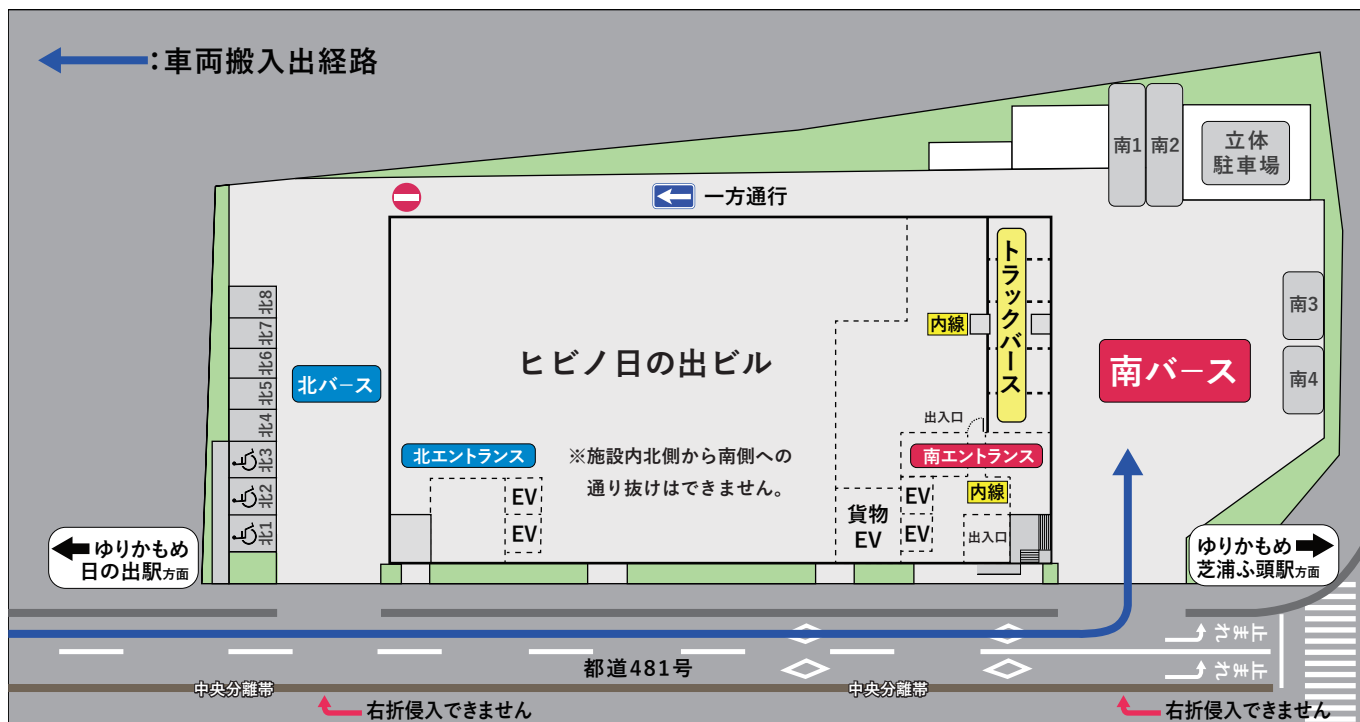 ：車両搬入出経路
南1
南2
立体
駐車場
一方通行
トラックバース
内線
南3
南4
北8
北7
北6
北5
北4
北3
北2
北1
北バース
ヒビノ日の出ビル
南バース
出入口
北エントランス
※施設内北側から南側への
通り抜けはできません。
南エントランス
EV
EV
貨物
EV
EV
EV
内線
出入口
ゆりかもめ
日の出駅方面
ゆりかもめ
芝浦ふ頭駅方面
止まれ
止まれ
都道481号
中央分離帯
中央分離帯
右折侵入できません
右折侵入できません